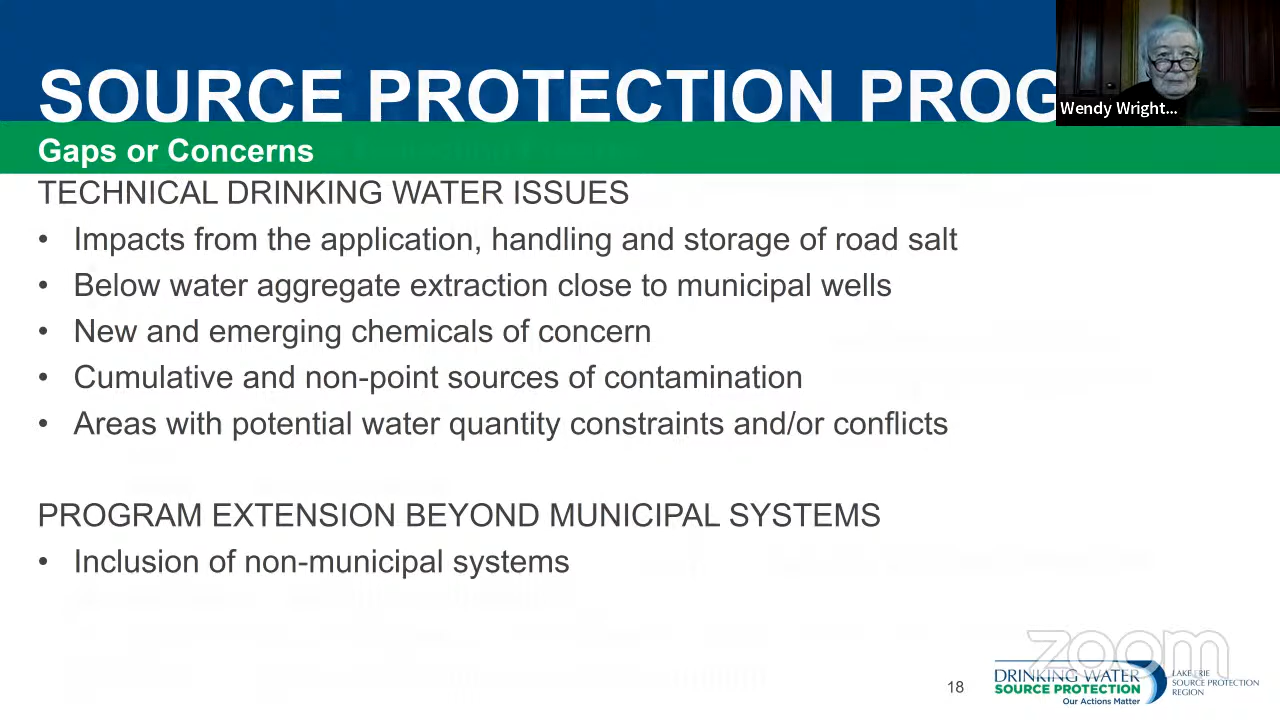 SOURCE PROTECTION PROG
Wendy Wright...
Gaps or Concerns
TECHNICAL DRINKING WATER ISSUES
• Impacts from the application, handling and storage of road salt
• Below water aggregate extraction close to municipal wells
• New and emerging chemicals of concern
• Cumulative and non-point sources of contamination
• Areas with potential water quantity constraints and/or conflicts
PROGRAM EXTENSION BEYOND MUNICIPAL SYSTEMS
• Inclusion of non-municipal systems
zoom
18
DRINKING WATER
SOURCE PROTECTION
Our Actions Matter
LAKE ERIE
SOURCE PROTECTION
REGION